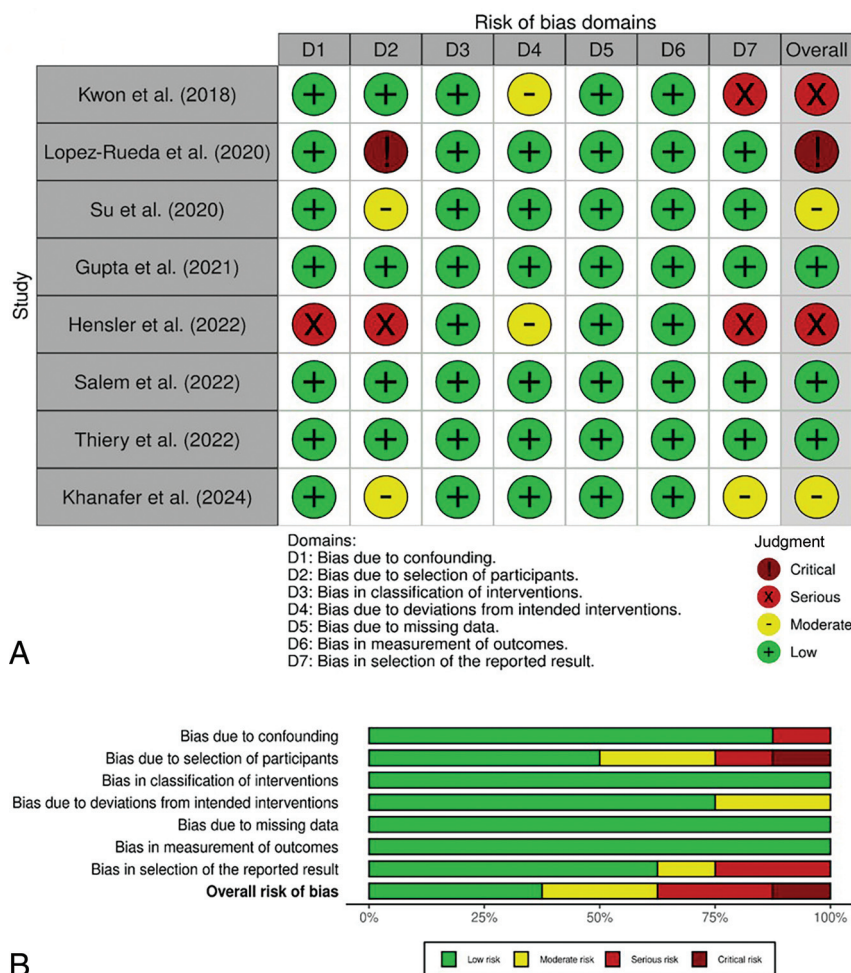 Risk of bias domains
D1 D2 D3 D4 D5 D6 D7 Overall
Study
Kwon et al. (2018) + + + - + + X X
Lopez-Rueda et al. (2020) + ! + + + + + !
Su et al. (2020) + - + + + + + -
Gupta et al. (2021) + + + + + + + +
Hensler et al. (2022) X X + - + + X X
Salem et al. (2022) + + + + + + + +
Thiery et al. (2022) + + + + + + + +
Khanafer et al. (2024) + - + + + + - -
Domains:
D1: Bias due to confounding.
D2: Bias due to selection of participants.
D3: Bias in classification of interventions.
D4: Bias due to deviations from intended interventions.
D5: Bias due to missing data.
D6: Bias in measurement of outcomes.
D7: Bias in selection of the reported result.
Judgment
! Critical
X Serious
- Moderate
+ Low
A
Bias due to confounding
Bias due to selection of participants
Bias in classification of interventions
Bias due to deviations from intended interventions
Bias due to missing data
Bias in measurement of outcomes
Bias in selection of the reported result
Overall risk of bias
0% 25% 50% 75% 100%
Low risk Moderate risk Serious risk Critical risk
B